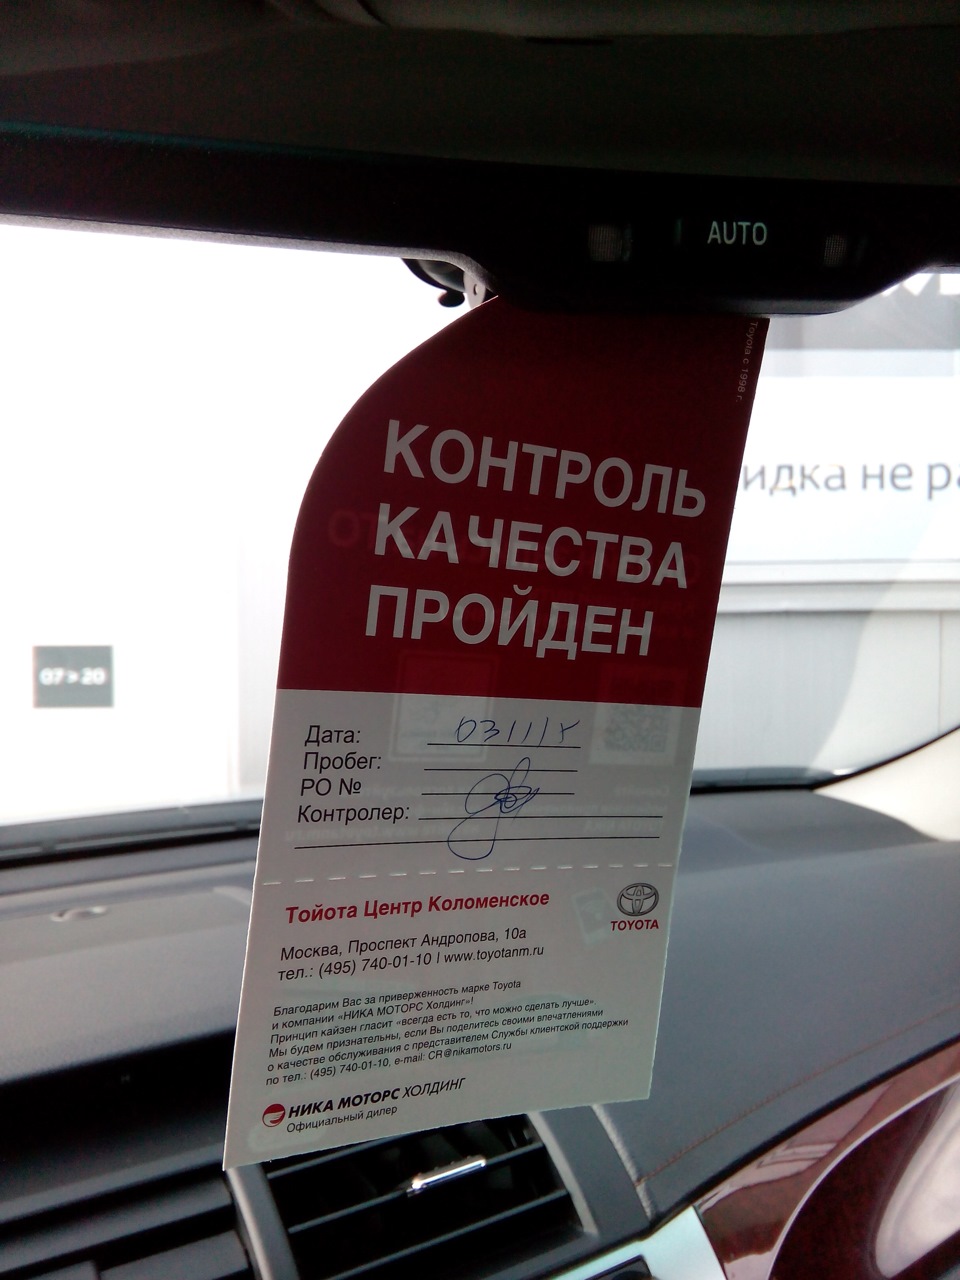 AUTO
Toyota с 1998 г.
КОНТРОЛЬ
КАЧЕСТВА
ПРОЙДЕН
идка не ра
07>20
Дата:
Пробег:
РО №
Контролер:
Тойота Центр Коломенское
TOYOTA
Москва, Проспект Андропова, 10а
тел.: (495) 740-01-10 | www.toyotanm.ru
Благодарим Вас за приверженность марке Toyota
и компании «НИКА МОТОРС Холдинг»!
Принцип кайзен гласит «всегда есть то, что можно сделать лучше»
Мы будем признательны, если Вы поделитесь своими впечатлениями
о качестве обслуживания с представителем Службы клиентской поддержки
по тел.: (495) 740-01-10, e-mail: CR@nikamotors.ru
НИКА МОТОРС ХОЛДИНГ
Официальный дилер